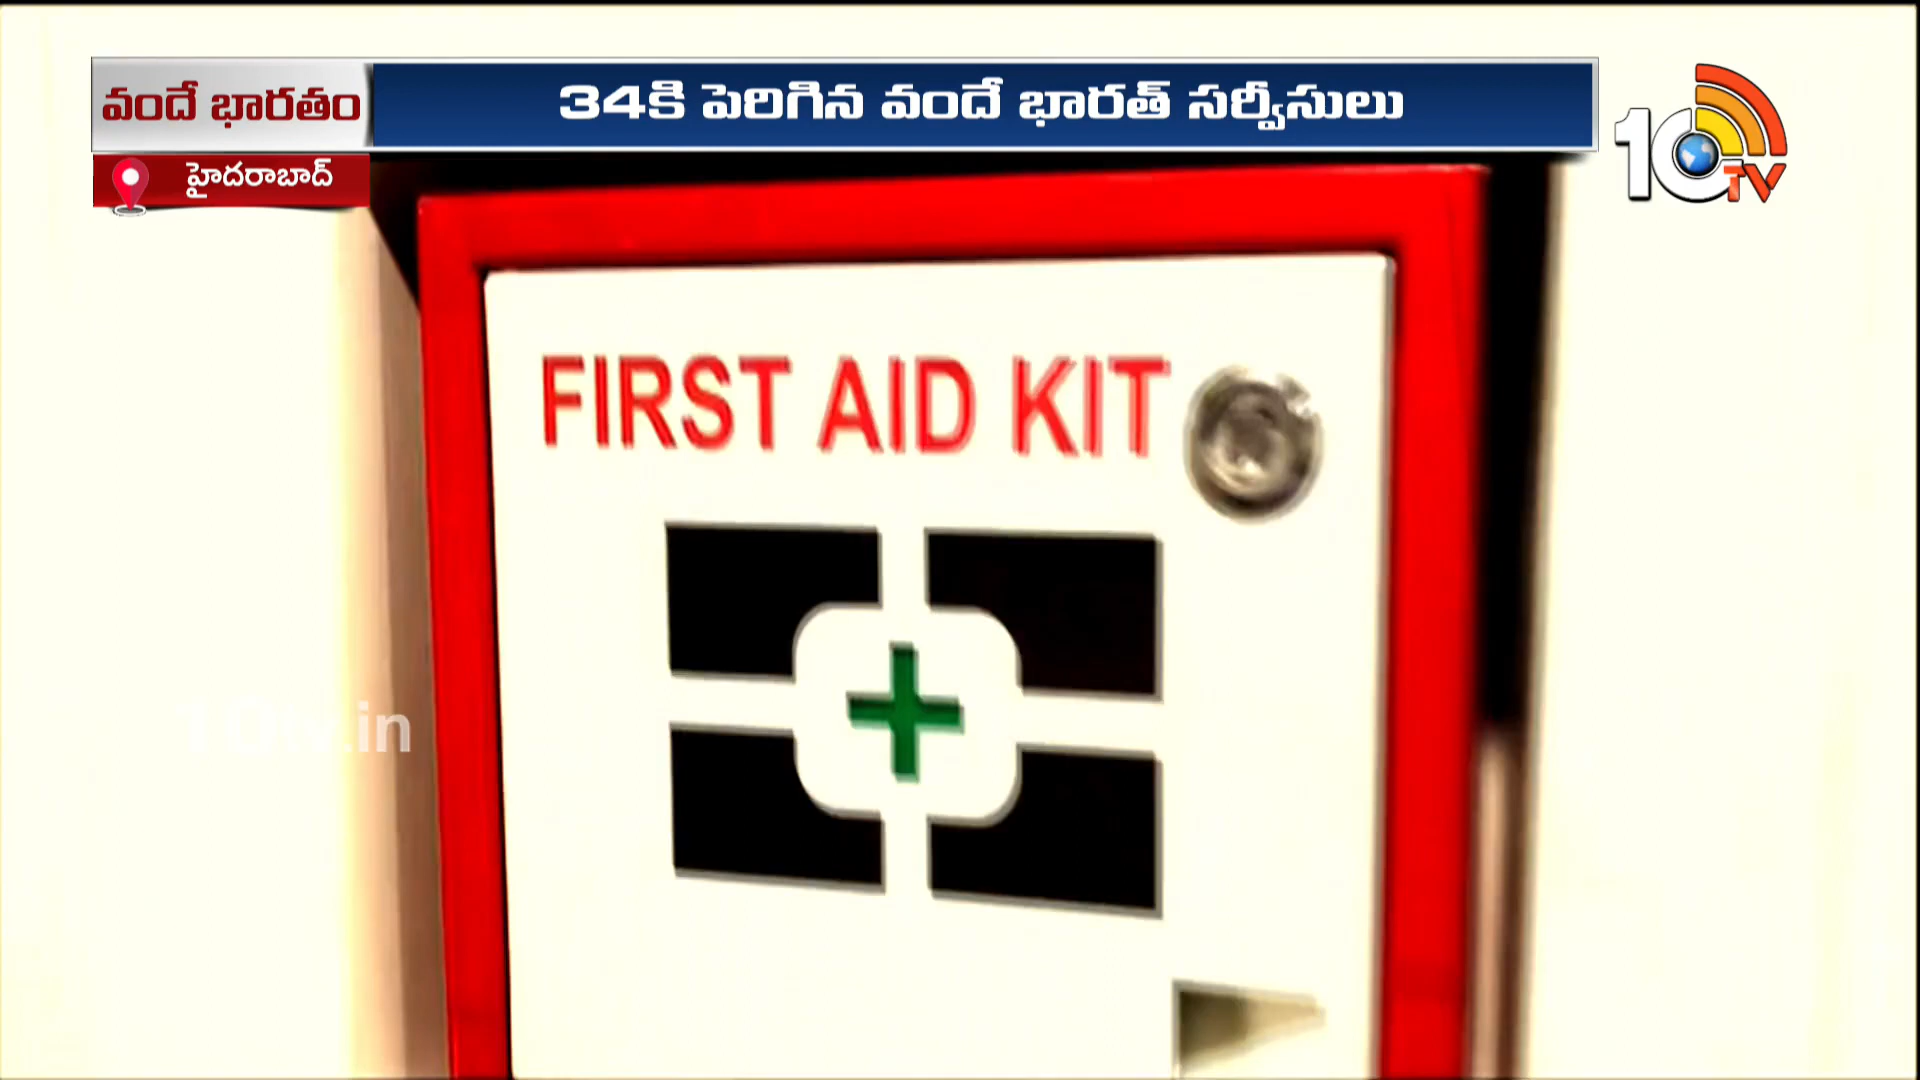 వందే భారతం
34కి పెరిగిన వందే భారత్ సర్వీసులు
10TV
హైదరాబాద్
FIRST AID KIT
10tv.in